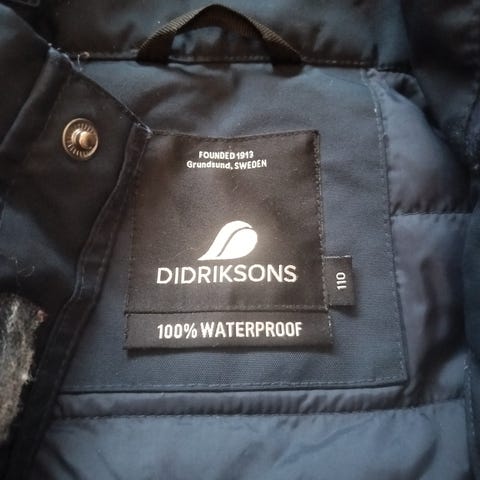 FOUNDED 1913
Grundsund, SWEDEN
DIDRIKSONS
110
100% WATERPROOF